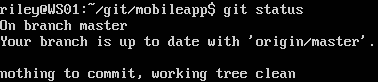 riley@WS01:~/git/mobileapp$ git status
On branch master
Your branch is up to date with 'origin/master'.
nothing to commit, working tree clean